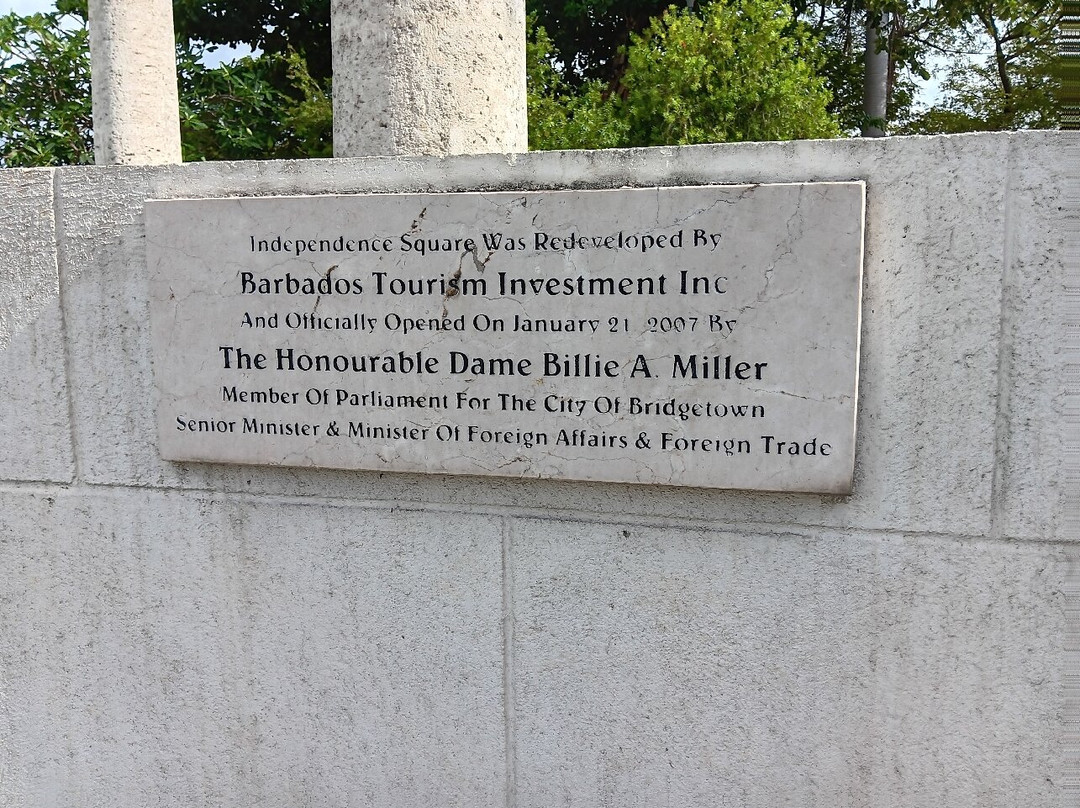 Independence Square Was Redeveloped By
Barbados Tourism Investment Inc
And Officially Opened On January 21 2007 By
The Honourable Dame Billie A. Miller
Member Of Parliament For The City Of Bridgetown
Senior Minister & Minister Of Foreign Affairs & Foreign Trade